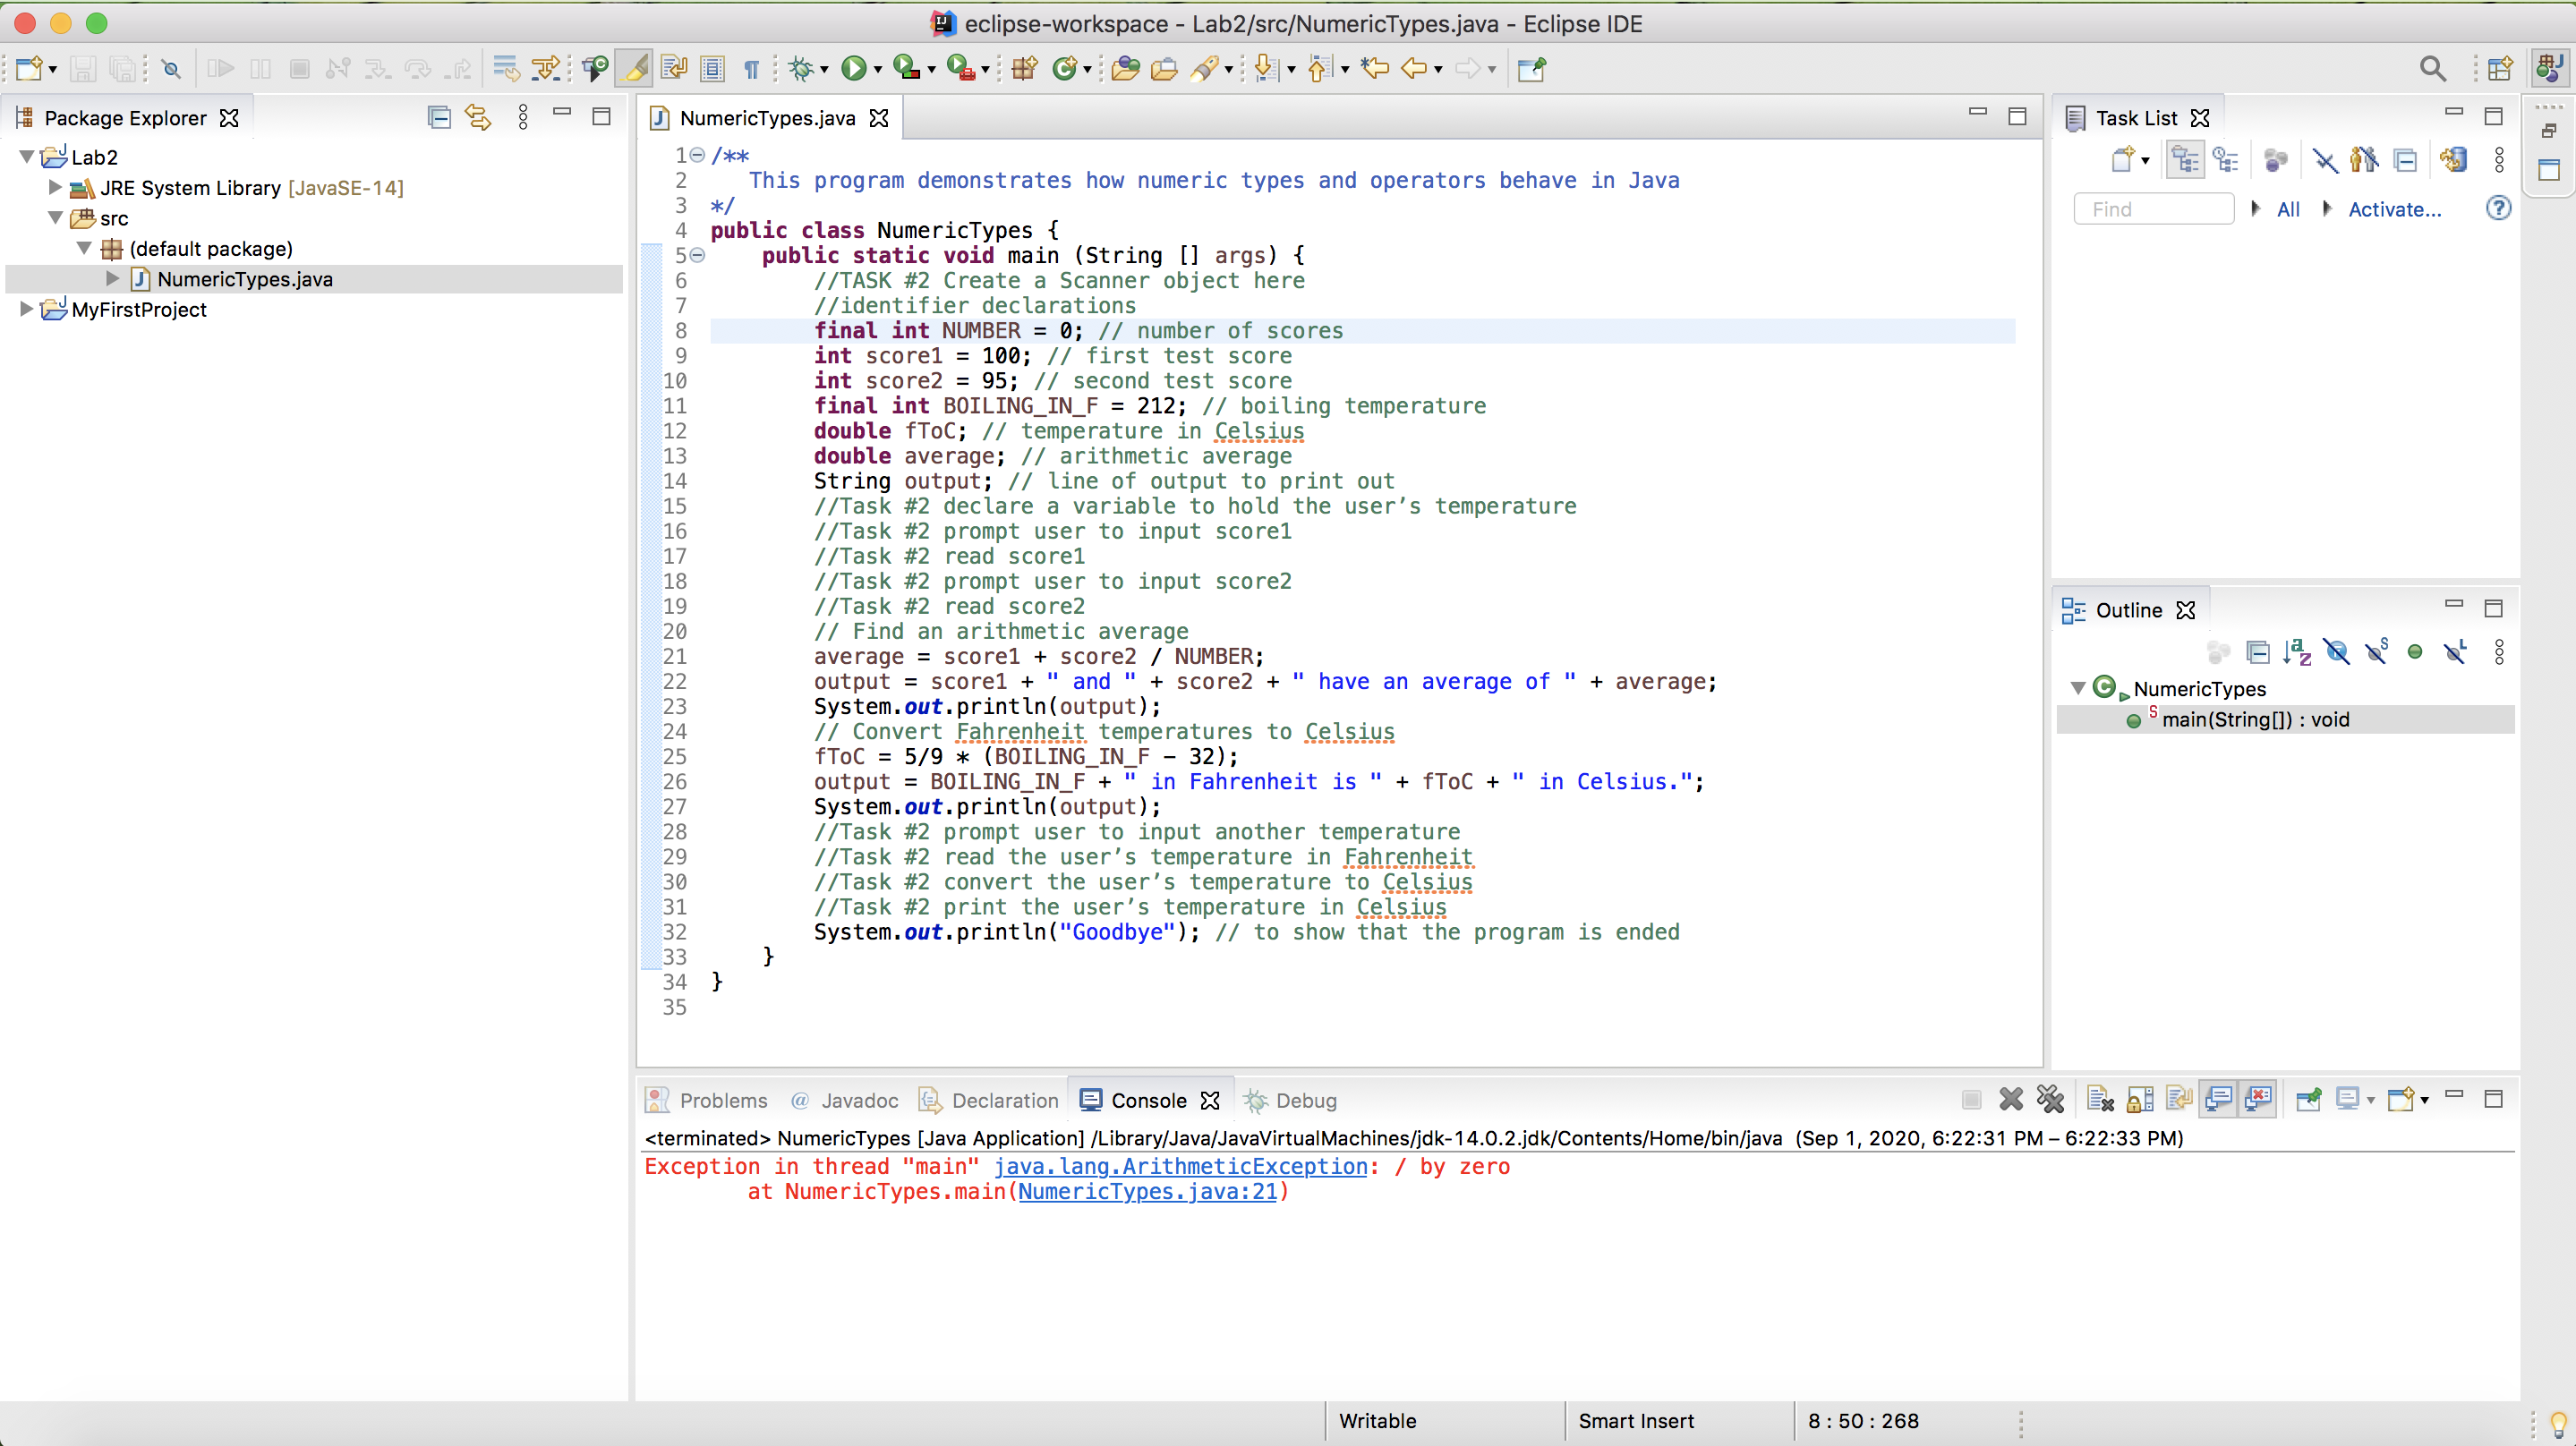 eclipse-workspace - Lab2/src/NumericTypes.java - Eclipse IDE
Package Explorer
Lab2
JRE System Library [JavaSE-14]
src
(default package)
NumericTypes.java
MyFirstProject
NumericTypes.java
1 /**
2    This program demonstrates how numeric types and operators behave in Java
3 */
4 public class NumericTypes {
5     public static void main (String [] args) {
6         //TASK #2 Create a Scanner object here
7         //identifier declarations
8         final int NUMBER = 0; // number of scores
9         int score1 = 100; // first test score
10         int score2 = 95; // second test score
11         final int BOILING_IN_F = 212; // boiling temperature
12         double fToC; // temperature in Celsius
13         double average; // arithmetic average
14         String output; // line of output to print out
15         //Task #2 declare a variable to hold the user’s temperature
16         //Task #2 prompt user to input score1
17         //Task #2 read score1
18         //Task #2 prompt user to input score2
19         //Task #2 read score2
20         // Find an arithmetic average
21         average = score1 + score2 / NUMBER;
22         output = score1 + " and " + score2 + " have an average of " + average;
23         System.out.println(output);
24         // Convert Fahrenheit temperatures to Celsius
25         fToC = 5/9 * (BOILING_IN_F - 32);
26         output = BOILING_IN_F + " in Fahrenheit is " + fToC + " in Celsius.";
27         System.out.println(output);
28         //Task #2 prompt user to input another temperature
29         //Task #2 read the user’s temperature in Fahrenheit
30         //Task #2 convert the user’s temperature to Celsius
31         //Task #2 print the user’s temperature in Celsius
32         System.out.println("Goodbye"); // to show that the program is ended
33     }
34 }
35
Task List
Find
All
Activate...
Outline
NumericTypes
main(String[]) : void
Problems
Javadoc
Declaration
Console
Debug
<terminated> NumericTypes [Java Application] /Library/Java/JavaVirtualMachines/jdk-14.0.2.jdk/Contents/Home/bin/java (Sep 1, 2020, 6:22:31 PM – 6:22:33 PM)
Exception in thread "main" java.lang.ArithmeticException: / by zero
        at NumericTypes.main(NumericTypes.java:21)
Writable
Smart Insert
8 : 50 : 268